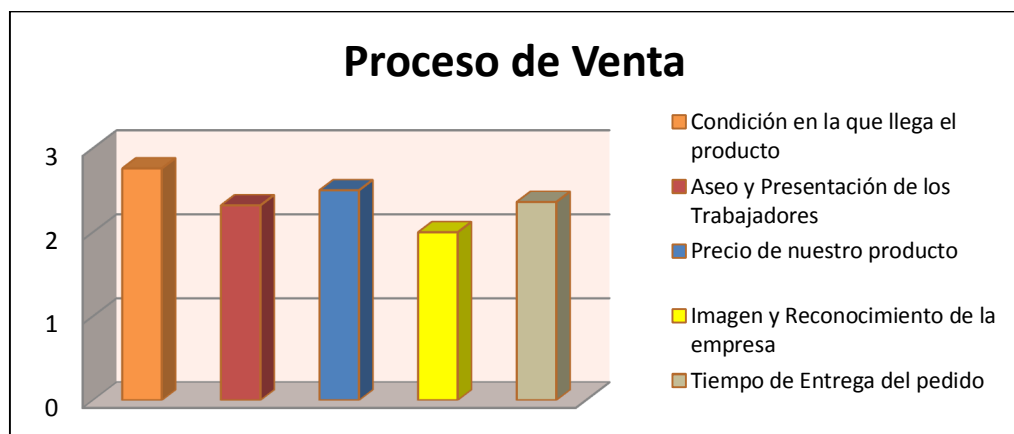 Proceso de Venta
3
2
1
0
Condición en la que llega el
producto
Aseo y Presentación de los
Trabajadores
Precio de nuestro producto
Imagen y Reconocimiento de la
empresa
Tiempo de Entrega del pedido